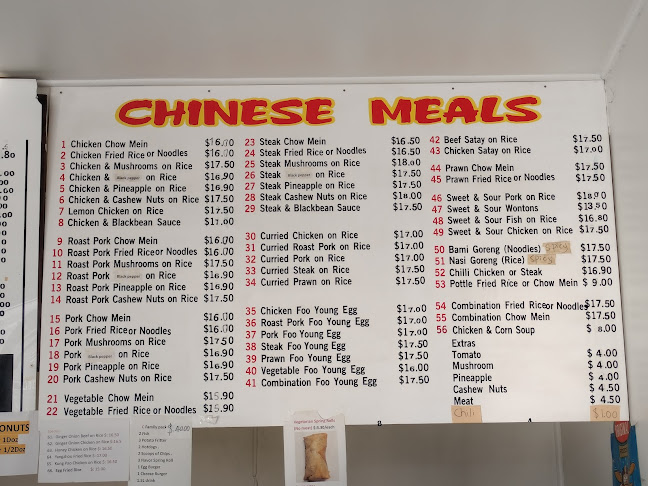 CHINESE MEALS
1 Chicken Chow Mein $16.00
2 Chicken Fried Rice or Noodles $16.00
3 Chicken & Mushrooms on Rice $17.50
4 Chicken & Black pepper on Rice $16.90
5 Chicken & Pineapple on Rice $16.90
6 Chicken & Cashew Nuts on Rice $17.50
7 Lemon Chicken on Rice $17.50
8 Chicken & Blackbean Sauce $17.00
9 Roast Pork Chow Mein $16.00
10 Roast Pork Fried Rice or Noodles $16.00
11 Roast Pork Mushrooms on Rice $17.50
12 Roast Pork Black pepper on Rice $16.90
13 Roast Pork Pineapple on Rice $16.90
14 Roast Pork Cashew Nuts on Rice $17.50
15 Pork Chow Mein $16.00
16 Pork Fried Rice or Noodles $16.00
17 Pork Mushrooms on Rice $17.50
18 Pork Black pepper on Rice $16.90
19 Pork Pineapple on Rice $16.90
20 Pork Cashew Nuts on Rice $17.50
21 Vegetable Chow Mein $15.90
22 Vegetable Fried Rice or Noodles $15.90
23 Steak Chow Mein $16.50
24 Steak Fried Rice or Noodles $16.50
25 Steak Mushrooms on Rice $18.00
26 Steak Black pepper on Rice $17.50
27 Steak Pineapple on Rice $17.50
28 Steak Cashew Nuts on Rice $18.00
29 Steak & Blackbean Sauce $17.50
30 Curried Chicken on Rice $17.00
31 Curried Roast Pork on Rice $17.00
32 Curried Pork on Rice $17.00
33 Curried Steak on Rice $17.50
34 Curried Prawn on Rice $17.50
35 Chicken Foo Young Egg $17.00
36 Roast Pork Foo Young Egg $17.00
37 Pork Foo Young Egg $17.00
38 Steak Foo Young Egg $17.50
39 Prawn Foo Young Egg $17.50
40 Vegetable Foo Young Egg $16.00
41 Combination Foo Young Egg $17.50
42 Beef Satay on Rice $17.50
43 Chicken Satay on Rice $17.00
44 Prawn Chow Mein $17.50
45 Prawn Fried Rice or Noodles $17.50
46 Sweet & Sour Pork on Rice $18.90
47 Sweet & Sour Wontons $13.90
48 Sweet & Sour Fish on Rice $16.80
49 Sweet & Sour Chicken on Rice $17.50
50 Bami Goreng (Noodles) SPICY $17.50
51 Nasi Goreng (Rice) SPICY $17.50
52 Chilli Chicken or Steak $16.90
53 Pottle Fried Rice or Chow Mein $ 9.00
54 Combination Fried Rice or Noodles $17.50
55 Combination Chow Mein $17.50
56 Chicken & Corn Soup $ 8.00
Extras
Tomato $ 4.00
Mushroom $ 4.00
Pineapple $ 4.00
Cashew Nuts $ 4.50
Meat $ 4.50
Chili $1.00
ONUTS
1 Doz
1/2Doz